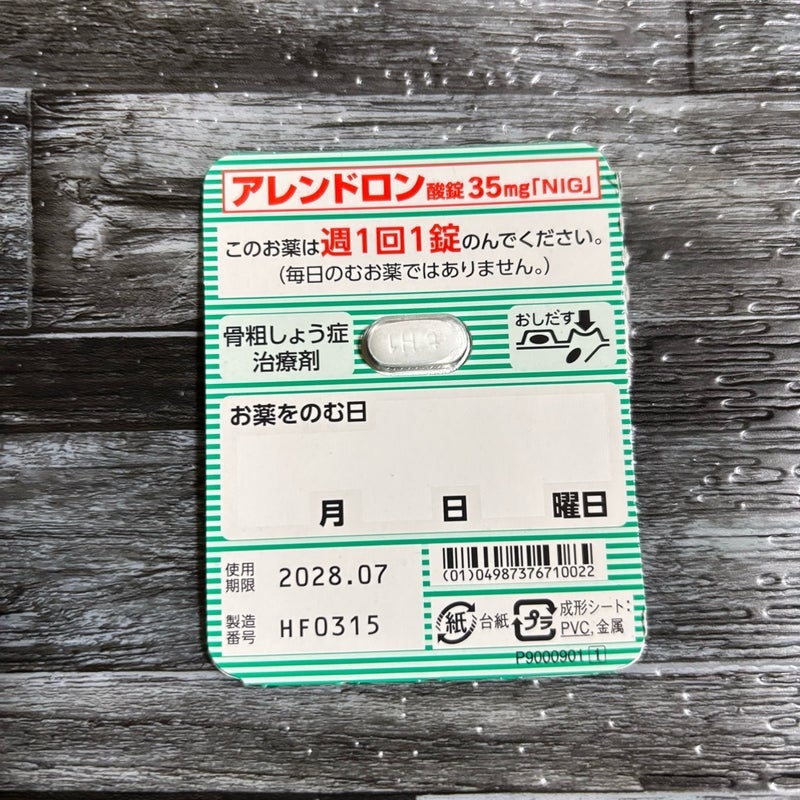 アレンドロン酸錠35mg「NIG」
このお薬は週1回1錠のんでください。
(毎日のむお薬ではありません。)
骨粗しょう症
治療剤
t H1
おしだす
お薬をのむ日
月 日 曜日
使用
期限 2028.07
(01)04987376710022
製造
番号 HF0315
紙 台紙 プラ 成形シート:
PVC,金属
P9000901 1